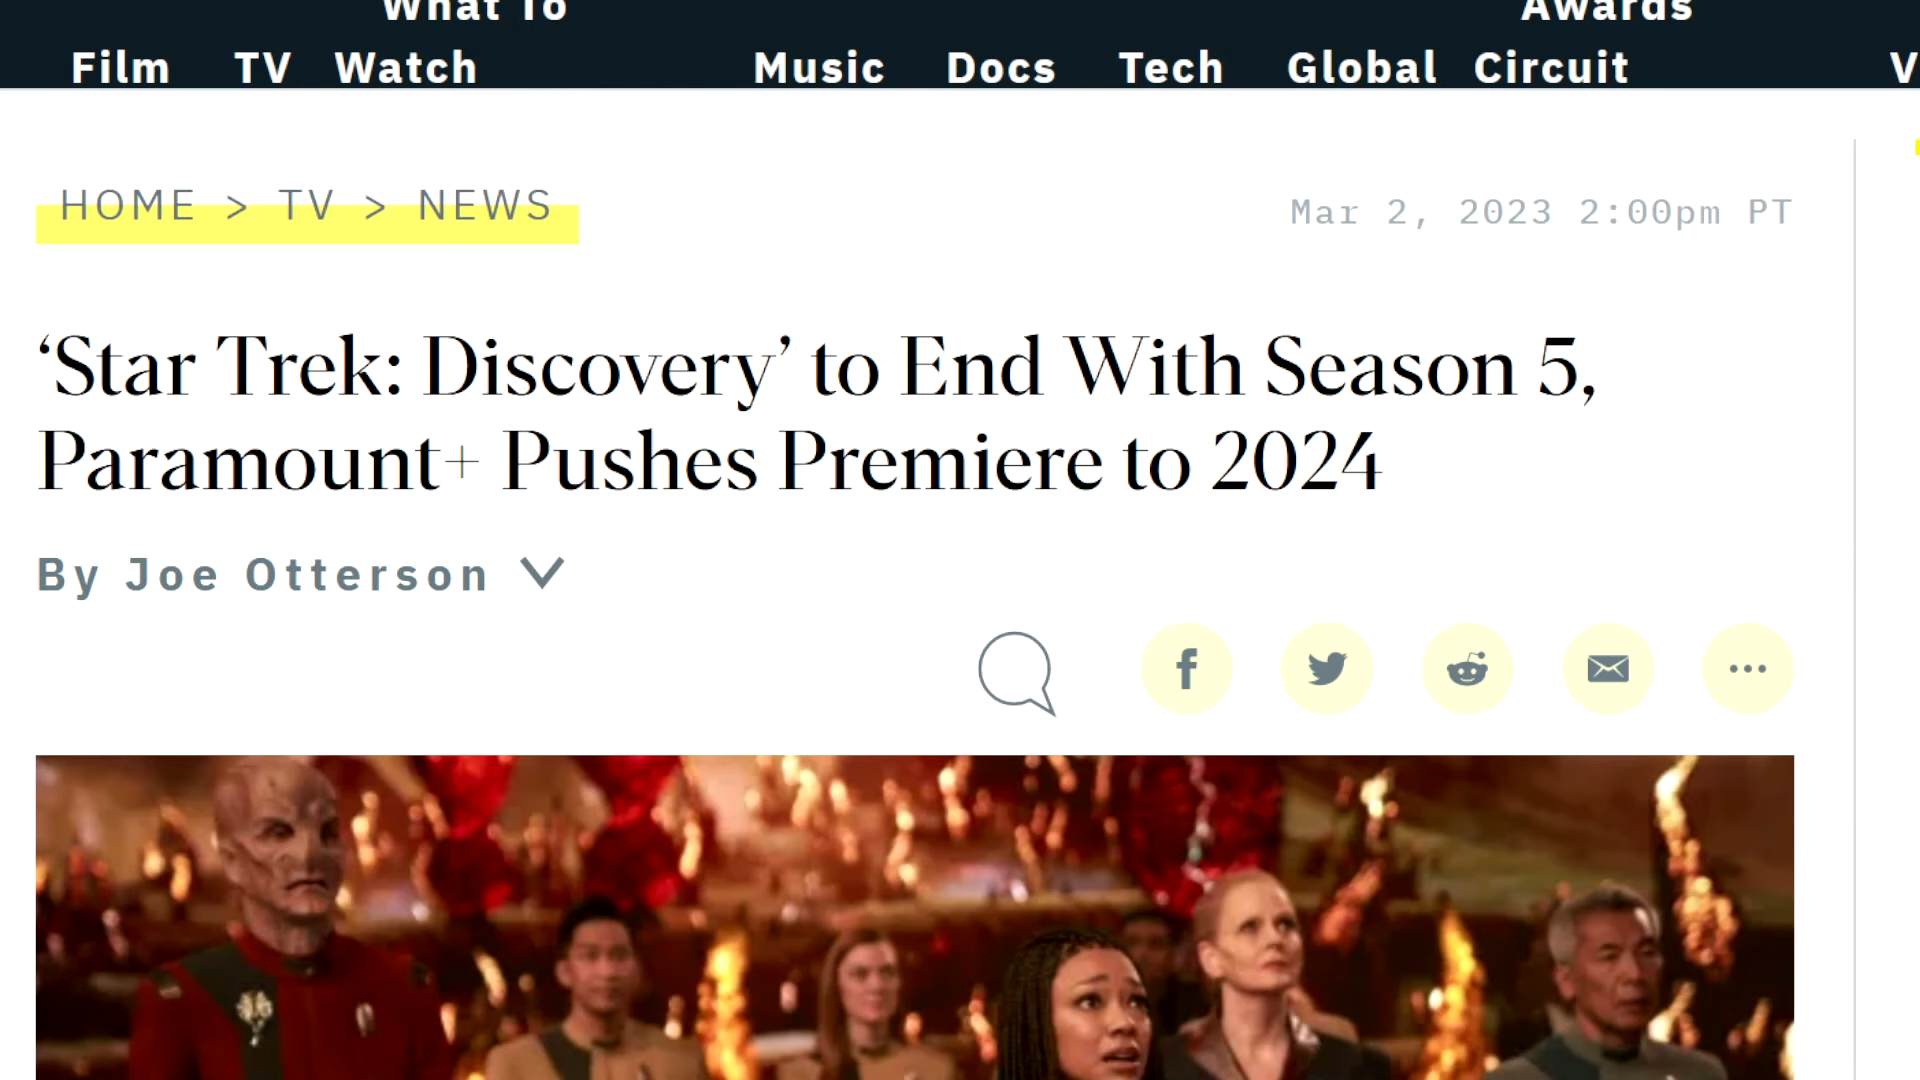 What To
Awards
Film TV Watch Music Docs Tech Global Circuit V
HOME > TV > NEWS
Mar 2, 2023 2:00pm PT
‘Star Trek: Discovery’ to End With Season 5,
Paramount+ Pushes Premiere to 2024
By Joe Otterson